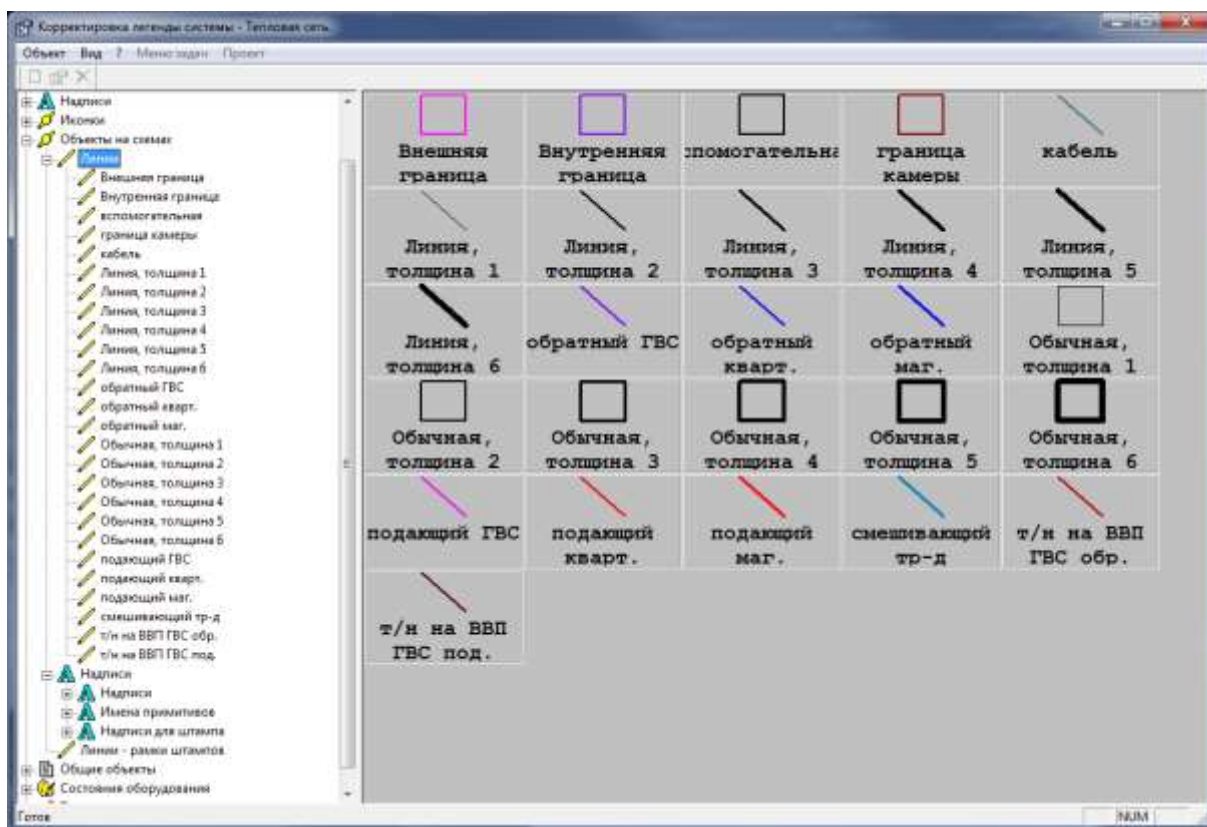 Корректировка легенды системы - Тепловая сеть
Объект Вид ? Меню задач Проект
Надписи
Иконки
Объекты на схемах
Линии
Внешняя граница
Внутренняя граница
вспомогательная
граница камеры
кабель
Линия, толщина 1
Линия, толщина 2
Линия, толщина 3
Линия, толщина 4
Линия, толщина 5
Линия, толщина 6
обратный ГВС
обратный кварт.
обратный маг.
Обычная, толщина 1
Обычная, толщина 2
Обычная, толщина 3
Обычная, толщина 4
Обычная, толщина 5
Обычная, толщина 6
подающий ГВС
подающий кварт.
подающий маг.
смешивающий тр-д
т/н на ВВП ГВС обр.
т/н на ВВП ГВС под.
Надписи
Надписи
Имена примитивов
Надписи для штампа
Линии - рамки штампов
Общие объекты
Состояния оборудования
Внешняя
граница
Внутренняя
граница
спомогательна
граница
камеры
кабель
Линия,
толщина 1
Линия,
толщина 2
Линия,
толщина 3
Линия,
толщина 4
Линия,
толщина 5
Линия,
толщина 6
обратный ГВС
обратный
кварт.
обратный
маг.
Обычная,
толщина 1
Обычная,
толщина 2
Обычная,
толщина 3
Обычная,
толщина 4
Обычная,
толщина 5
Обычная,
толщина 6
подающий ГВС
подающий
кварт.
подающий
маг.
смешивающий
тр-д
т/н на ВВП
ГВС обр.
т/н на ВВП
ГВС под.
Готов
NUM